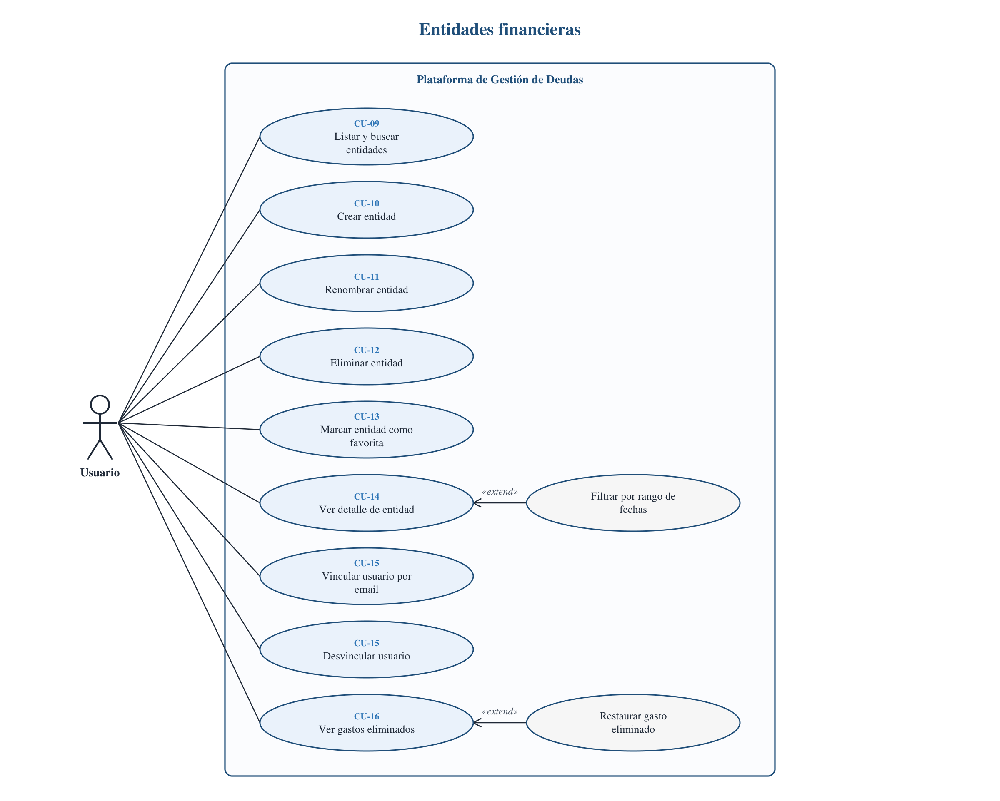 Entidades financieras
Plataforma de Gestión de Deudas
CU-09
Listar y buscar
entidades
CU-10
Crear entidad
CU-11
Renombrar entidad
CU-12
Eliminar entidad
CU-13
Marcar entidad como
favorita
Usuario
CU-14
Ver detalle de entidad
«extend»
Filtrar por rango de
fechas
CU-15
Vincular usuario por
email
CU-15
Desvincular usuario
CU-16
Ver gastos eliminados
«extend»
Restaurar gasto
eliminado